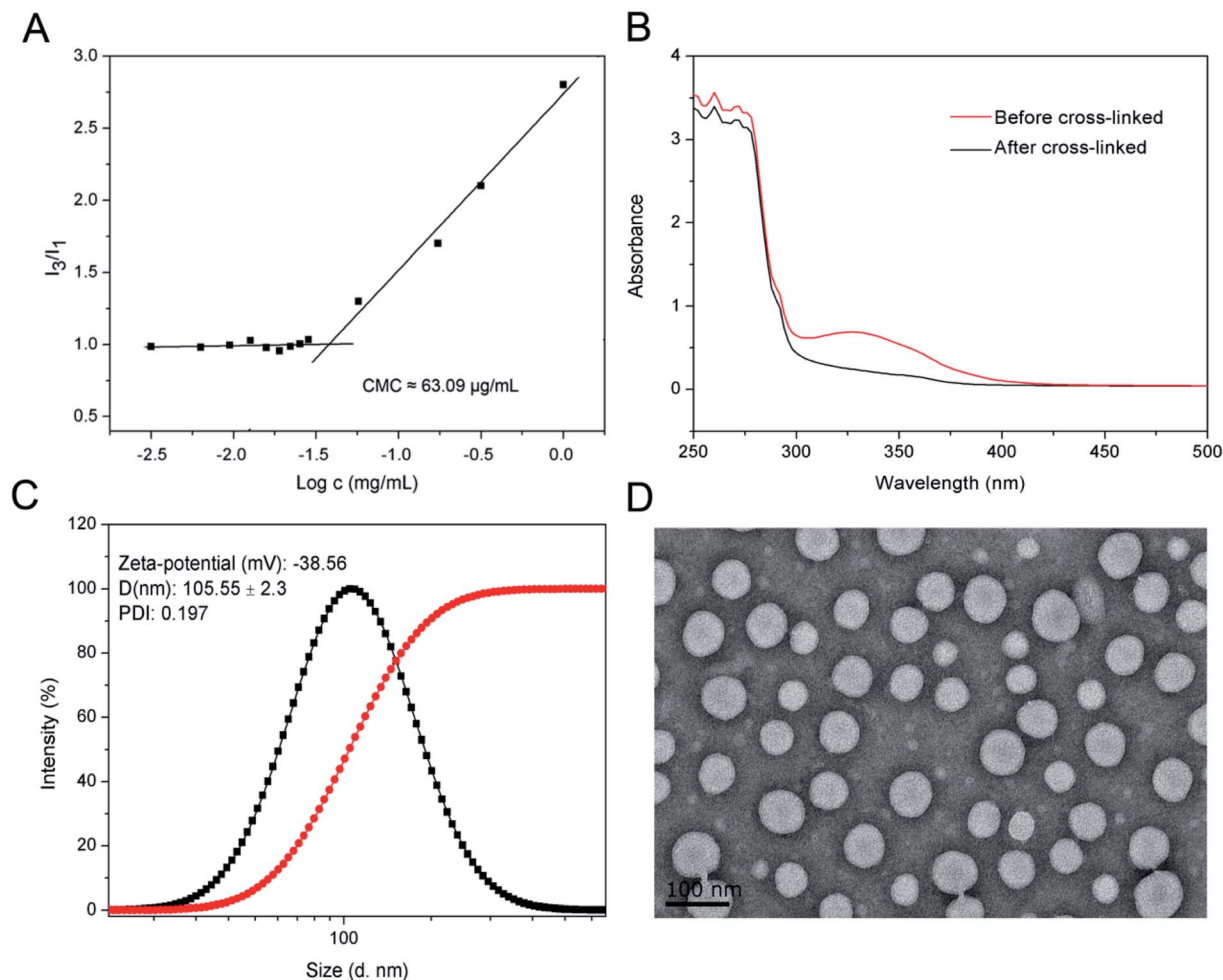 A
3.0
2.5
2.0
1.5
1.0
0.5
I3/I1
-2.5 -2.0 -1.5 -1.0 -0.5 0.0
Log c (mg/mL)
CMC ≈ 63.09 µg/mL
B
4
3
2
1
0
Absorbance
Before cross-linked
After cross-linked
250 300 350 400 450 500
Wavelength (nm)
C
120
100
80
60
40
20
0
Intensity (%)
Zeta-potential (mV): -38.56
D(nm): 105.55 ± 2.3
PDI: 0.197
100
Size (d. nm)
D
100 nm